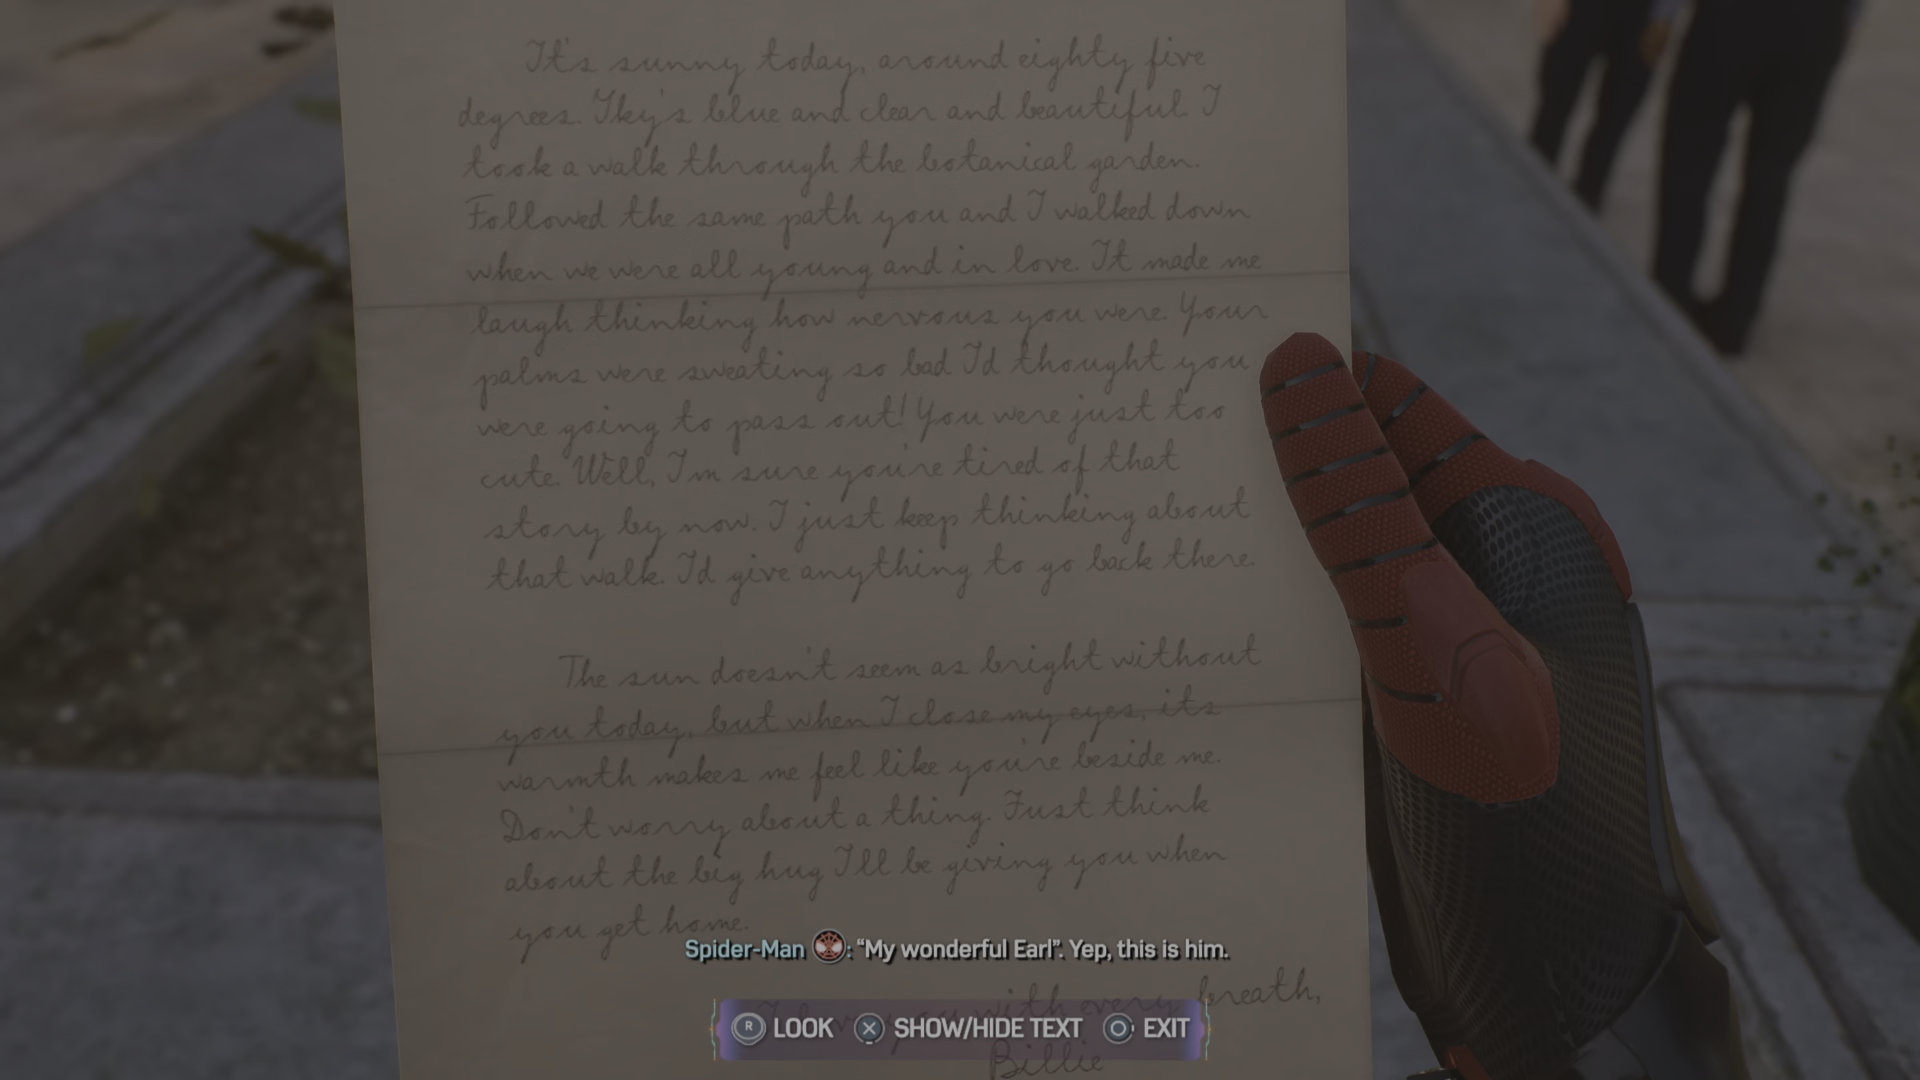 It's sunny today, around eighty five
degrees. Sky's blue and clear and beautiful. I
took a walk through the botanical garden.
Followed the same path you and I walked down
when we were all young and in love. It made me
laugh thinking how nervous you were. Your
palms were sweating so bad I'd thought you
were going to pass out! You were just too
cute. Well, I'm sure you're tired of that
story by now. I just keep thinking about
that walk. I'd give anything to go back there.
The sun doesn't seem as bright without
you today, but when I close my eyes, its
warmth makes me feel like you're beside me.
Don't worry about a thing. Just think
about the big hug I'll be giving you when
you get home.
Spider-Man : “My wonderful Earl”. Yep, this is him.
I love you with every breath,
R LOOK SHOW/HIDE TEXT EXIT
Billie